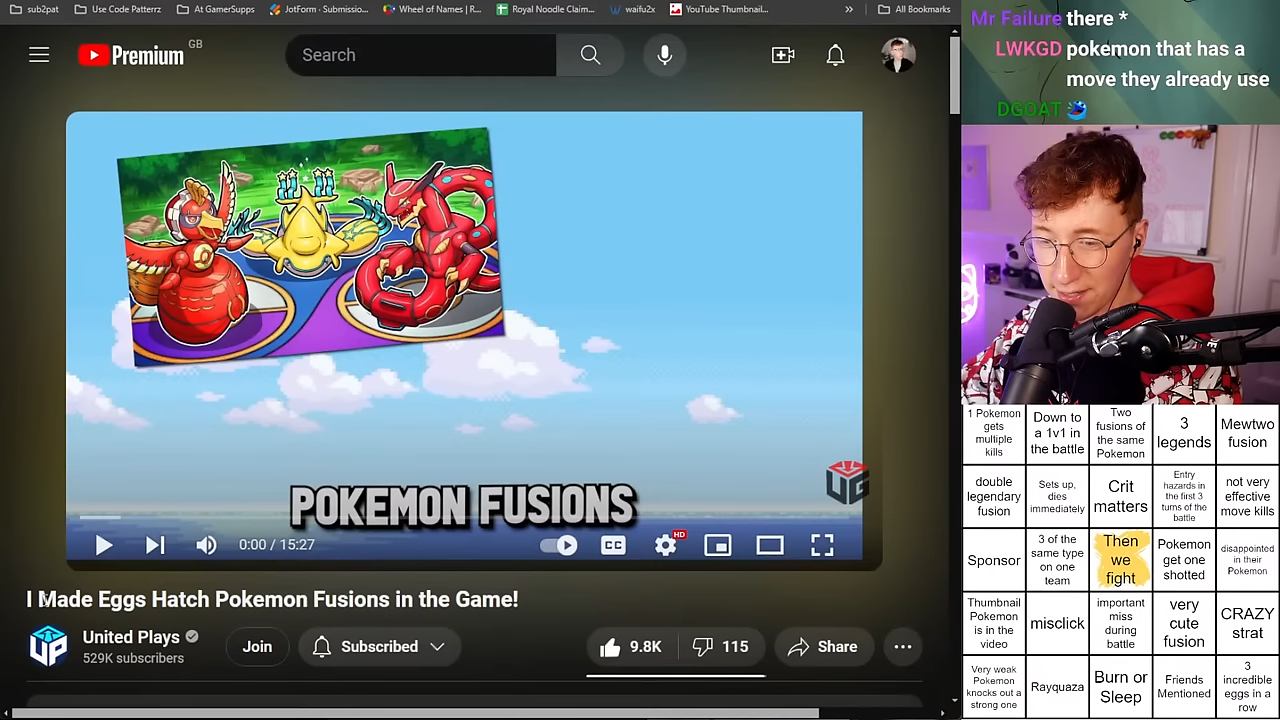 sub2pat
Use Code Patterrz
At GamerSupps
JotForm - Submissio...
Wheel of Names | R...
Royal Noodle Claim...
waifu2x
YouTube Thumbnail...
»
All Bookmarks
Premium GB
Search
POKEMON FUSIONS
UG
0:00 / 15:27
CC
HD
I Made Eggs Hatch Pokemon Fusions in the Game!
UP
United Plays
529K subscribers
Join
Subscribed
9.8K
115
Share
Mr Failure there *
LWKGD pokemon that has a
move they already use
DGOAT
1 Pokemon
gets
multiple
kills
Down to
a 1v1 in
the battle
Two
fusions of
the same
Pokemon
3
legends
Mewtwo
fusion
double
legendary
fusion
Sets up,
dies
immediately
Crit
matters
Entry
hazards in
the first 3
turns of the
battle
not very
effective
move kills
Sponsor
3 of the
same type
on one
team
Then
we
fight
Pokemon
get one
shotted
disappointed
in their
Pokemon
Thumbnail
Pokemon
is in the
video
misclick
important
miss
during
battle
very
cute
fusion
CRAZY
strat
Very weak
Pokemon
knocks out a
strong one
Rayquaza
Burn or
Sleep
Friends
Mentioned
3
incredible
eggs in a
row